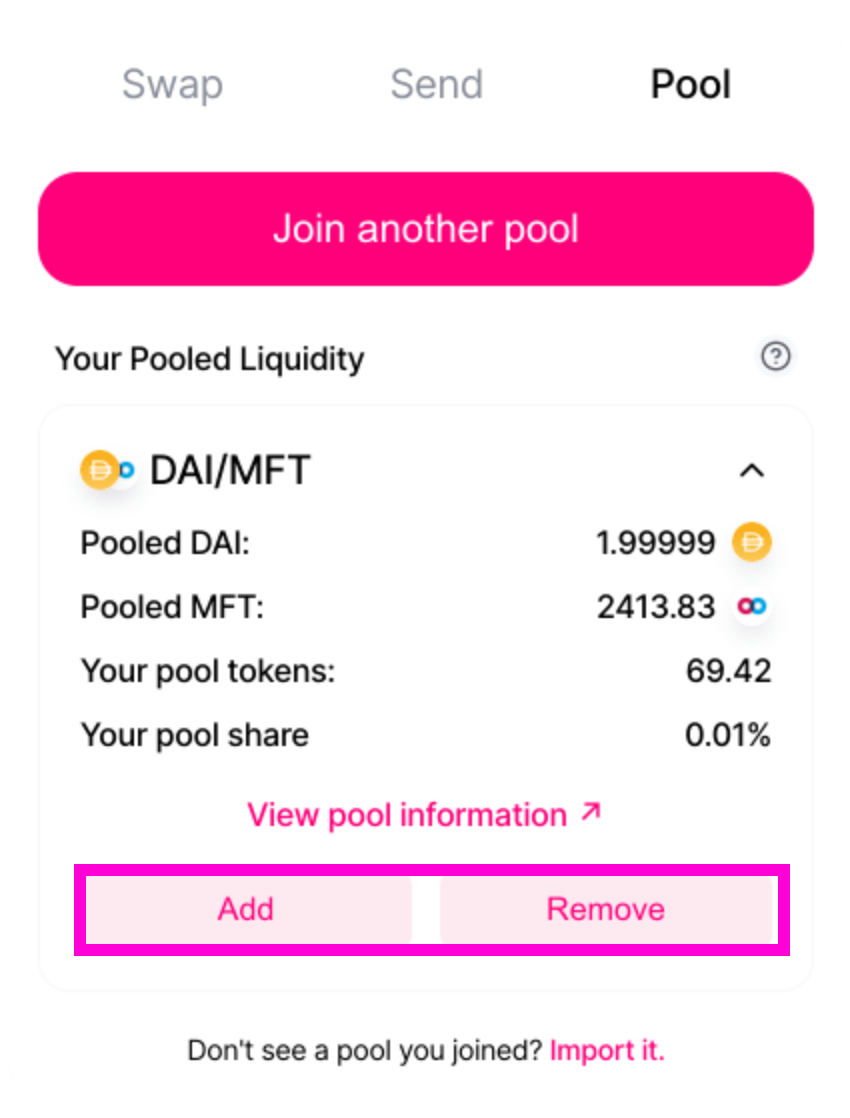 Swap Send Pool
Join another pool
Your Pooled Liquidity ?
DAI/MFT
Pooled DAI: 1.99999
Pooled MFT: 2413.83
Your pool tokens: 69.42
Your pool share 0.01%
View pool information ↗
Add Remove
Don't see a pool you joined? Import it.